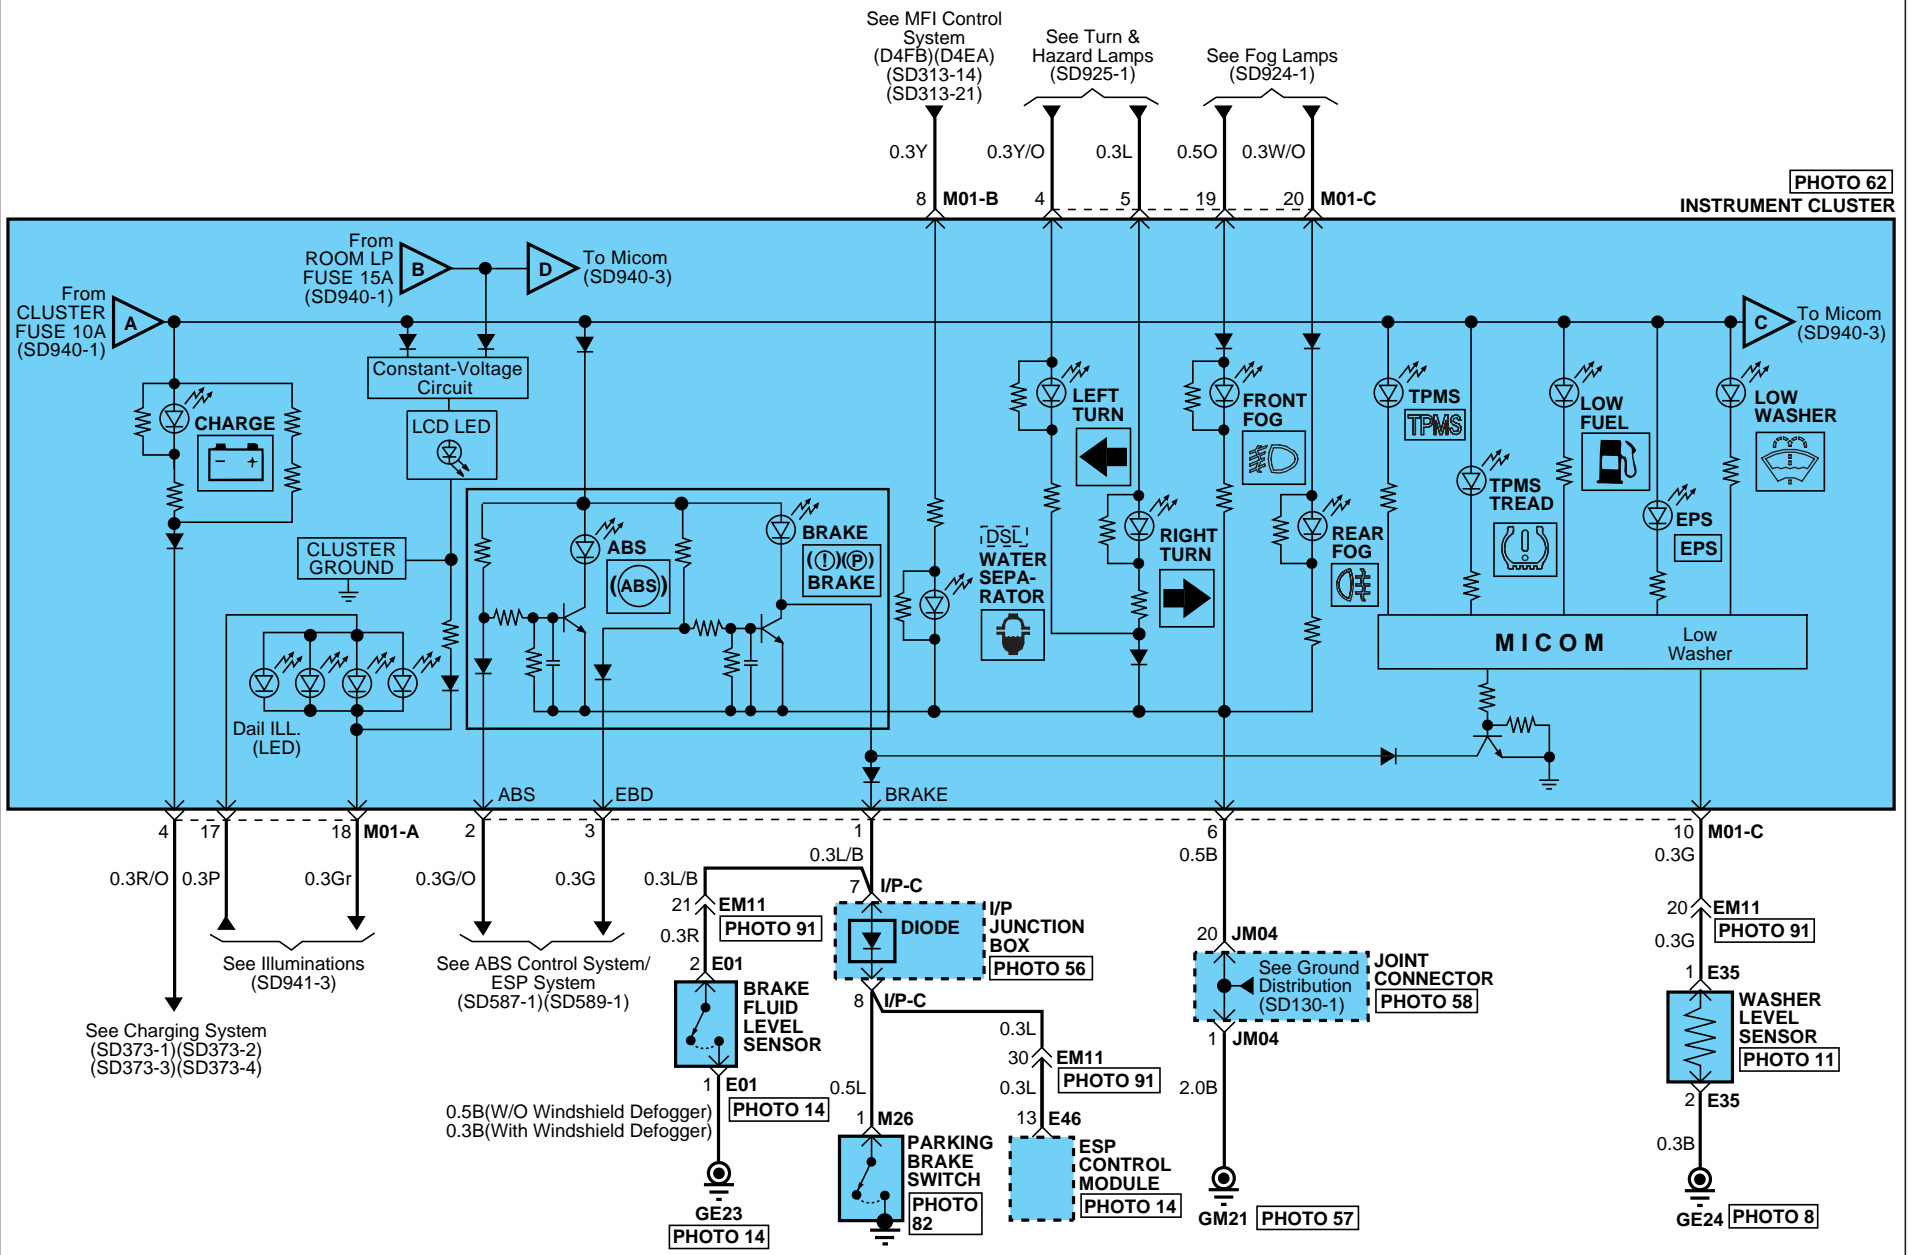 See MFI Control
System
(D4FB)(D4EA)
(SD313-14)
(SD313-21)
See Turn &
Hazard Lamps
(SD925-1)
See Fog Lamps
(SD924-1)
0.3Y
0.3Y/O
0.3L
0.5O
0.3W/O
8 M01-B
4
5
19
20 M01-C
PHOTO 62
INSTRUMENT CLUSTER
From
ROOM LP
FUSE 15A
(SD940-1)
B
D
To Micom
(SD940-3)
From
CLUSTER
FUSE 10A
(SD940-1)
A
C
To Micom
(SD940-3)
Constant-Voltage
Circuit
LCD LED
CHARGE
- +
CLUSTER
GROUND
ABS
(ABS)
BRAKE
(!)(P)
BRAKE
DSL
WATER
SEPA-
RATOR
LEFT
TURN
RIGHT
TURN
FRONT
FOG
REAR
FOG
TPMS
TPMS
TPMS
TREAD
(!)
LOW
FUEL
EPS
EPS
LOW
WASHER
MICOM
Low
Washer
Dail ILL.
(LED)
ABS
EBD
BRAKE
4
17
18 M01-A
2
3
1
6
10 M01-C
0.3R/O
0.3P
0.3Gr
0.3G/O
0.3G
0.3L/B
0.3L/B
0.5B
0.3G
See Charging System
(SD373-1)(SD373-2)
(SD373-3)(SD373-4)
See Illuminations
(SD941-3)
See ABS Control System/
ESP System
(SD587-1)(SD589-1)
21 EM11
PHOTO 91
0.3R
2 E01
BRAKE
FLUID
LEVEL
SENSOR
1 E01
PHOTO 14
0.5B(W/O Windshield Defogger)
0.3B(With Windshield Defogger)
GE23
PHOTO 14
7 I/P-C
DIODE
I/P
JUNCTION
BOX
PHOTO 56
8 I/P-C
0.5L
1 M26
PARKING
BRAKE
SWITCH
PHOTO
82
0.3L
30 EM11
PHOTO 91
0.3L
13 E46
ESP
CONTROL
MODULE
PHOTO 14
20 JM04
See Ground
Distribution
(SD130-1)
JOINT
CONNECTOR
PHOTO 58
1 JM04
2.0B
GM21 PHOTO 57
20 EM11
PHOTO 91
0.3G
1 E35
WASHER
LEVEL
SENSOR
PHOTO 11
2 E35
0.3B
GE24 PHOTO 8